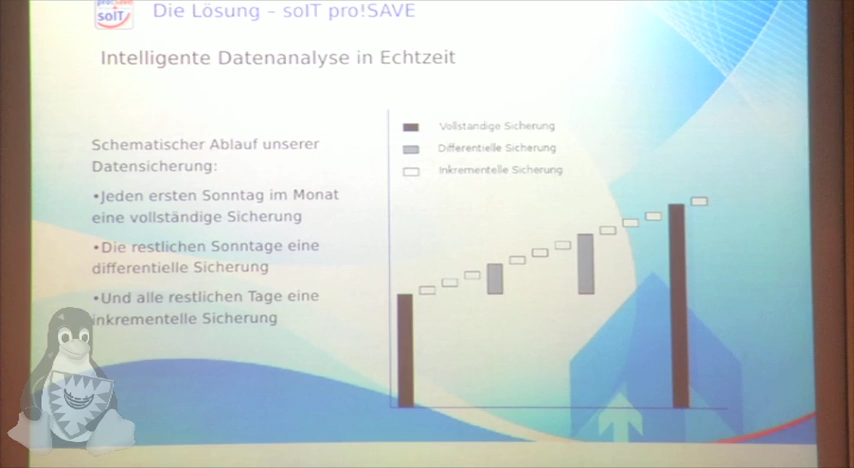 pro!SAVE
soIT
Die Lösung – soIT pro!SAVE
Intelligente Datenanalyse in Echtzeit
Schematischer Ablauf unserer
Datensicherung:
•Jeden ersten Sonntag im Monat
eine vollständige Sicherung
•Die restlichen Sonntage eine
differentielle Sicherung
•Und alle restlichen Tage eine
inkrementelle Sicherung
Vollständige Sicherung
Differentielle Sicherung
Inkrementelle Sicherung